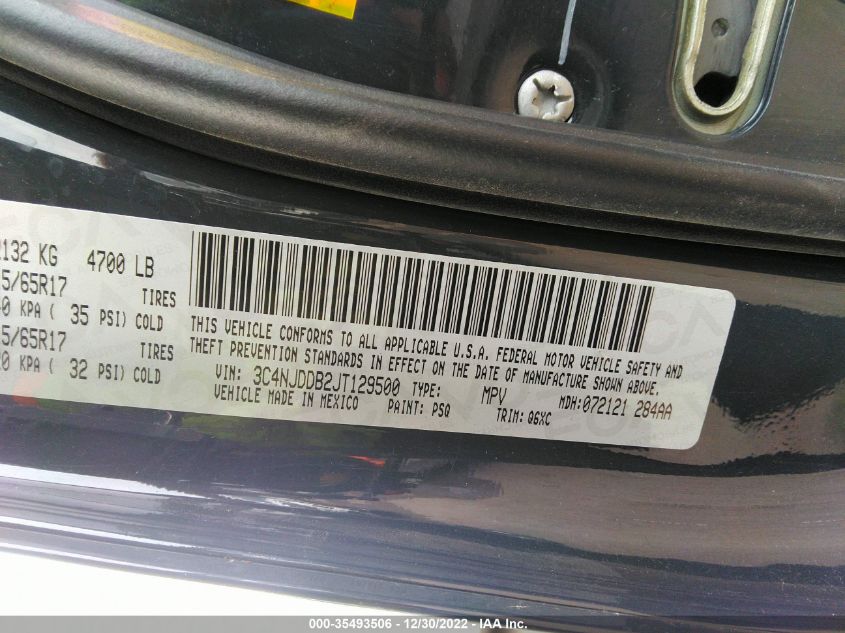 132 KG 4700 LB
5/65R17 TIRES
0 KPA ( 35 PSI) COLD
5/65R17 TIRES
20 KPA ( 32 PSI) COLD
THIS VEHICLE CONFORMS TO ALL APPLICABLE U.S.A. FEDERAL MOTOR VEHICLE SAFETY AND
THEFT PREVENTION STANDARDS IN EFFECT ON THE DATE OF MANUFACTURE SHOWN ABOVE.
VIN: 3C4NJDDB2JT129500 TYPE: MPV MDH: 072121 284AA
VEHICLE MADE IN MEXICO PAINT: PSQ TRIM: Q6XC
000-35493506 - 12/30/2022 - IAA Inc.